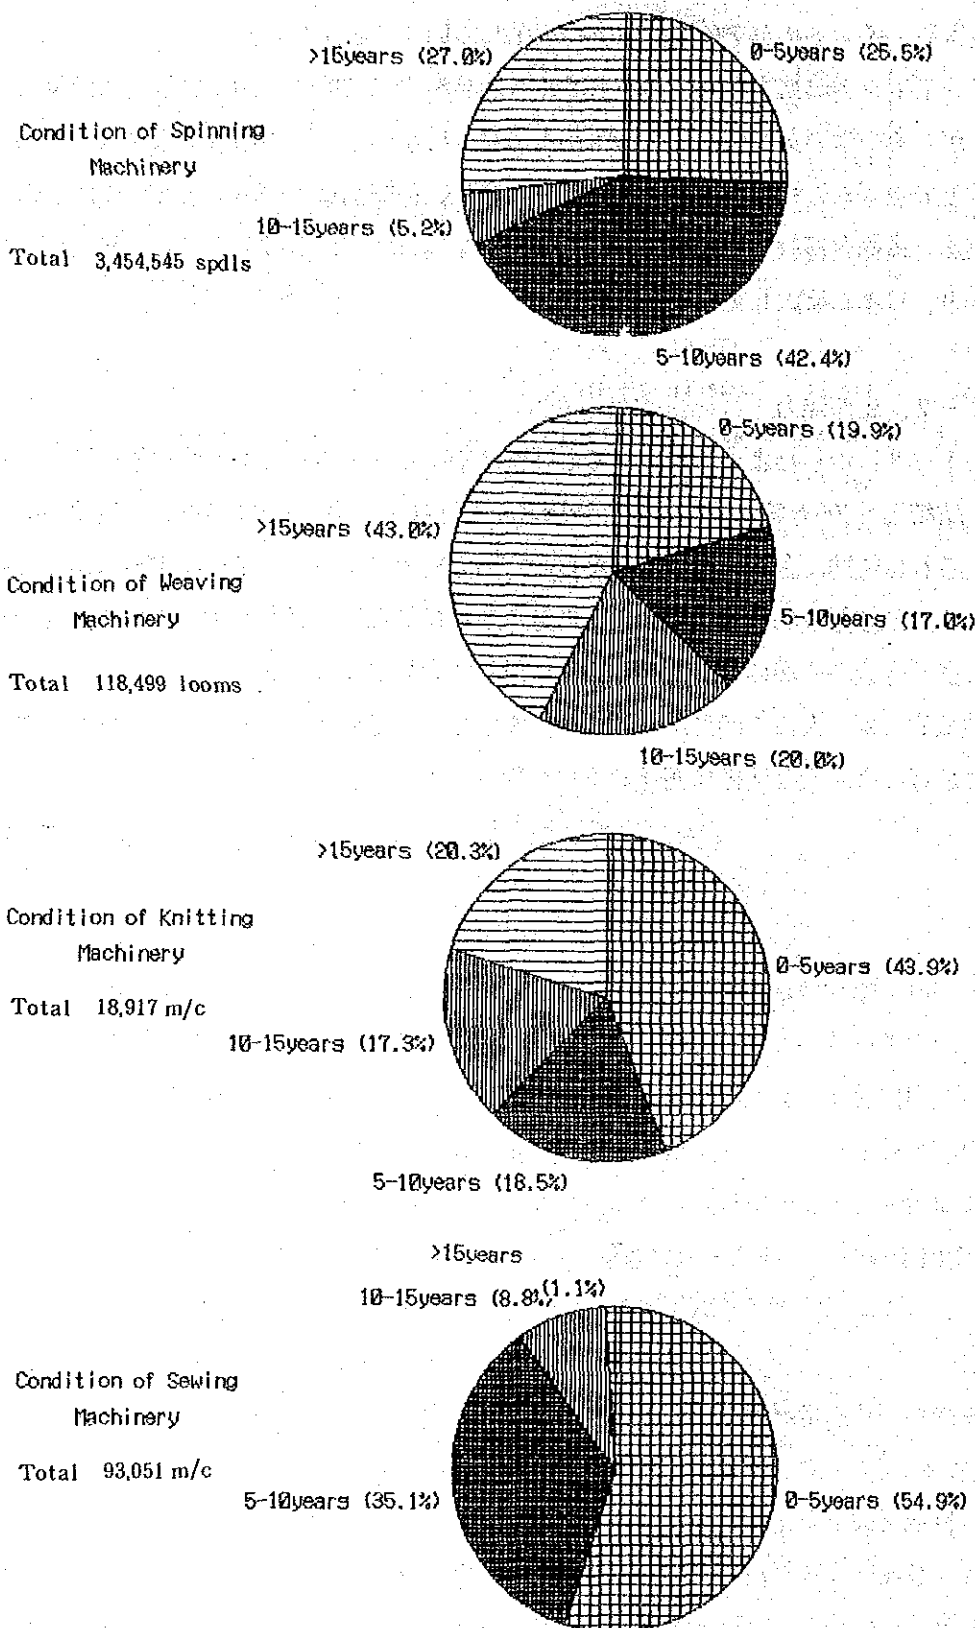 >15years (27.0%)
0-5years (25.5%)
Condition of Spinning
Machinery
10-15years (5.2%)
Total 3,454,545 spdls
5-10years (42.4%)
0-5years (19.9%)
>15years (43.0%)
Condition of Weaving
Machinery
5-10years (17.0%)
Total 118,499 looms
10-15years (20.0%)
>15years (20.3%)
Condition of Knitting
Machinery
0-5years (43.9%)
Total 18,917 m/c
10-15years (17.3%)
5-10years (18.5%)
>15years
(1.1%)
10-15years (8.8%)
Condition of Sewing
Machinery
Total 93,051 m/c
5-10years (35.1%)
0-5years (54.9%)